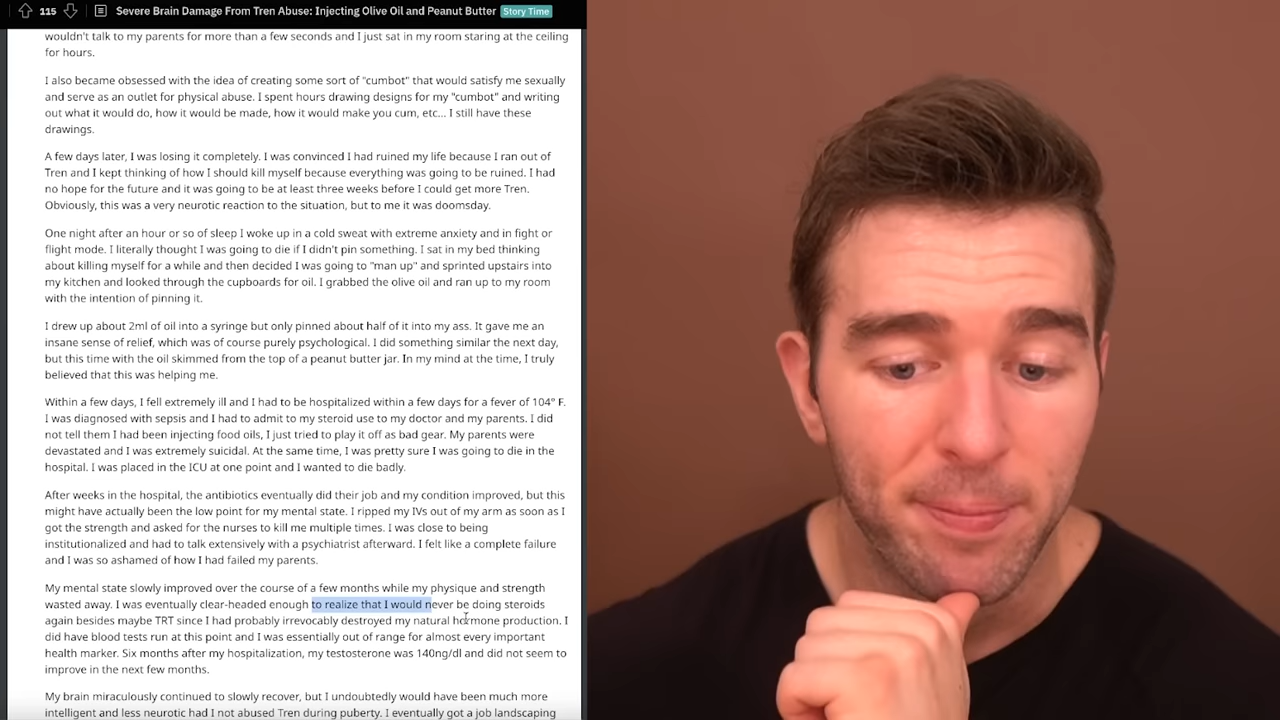 115 Severe Brain Damage From Tren Abuse: Injecting Olive Oil and Peanut Butter Story Time
wouldn't talk to my parents for more than a few seconds and I just sat in my room staring at the ceiling
for hours.
I also became obsessed with the idea of creating some sort of "cumbot" that would satisfy me sexually
and serve as an outlet for physical abuse. I spent hours drawing designs for my "cumbot" and writing
out what it would do, how it would be made, how it would make you cum, etc... I still have these
drawings.
A few days later, I was losing it completely. I was convinced I had ruined my life because I ran out of
Tren and I kept thinking of how I should kill myself because everything was going to be ruined. I had
no hope for the future and it was going to be at least three weeks before I could get more Tren.
Obviously, this was a very neurotic reaction to the situation, but to me it was doomsday.
One night after an hour or so of sleep I woke up in a cold sweat with extreme anxiety and in fight or
flight mode. I literally thought I was going to die if I didn't pin something. I sat in my bed thinking
about killing myself for a while and then decided I was going to "man up" and sprinted upstairs into
my kitchen and looked through the cupboards for oil. I grabbed the olive oil and ran up to my room
with the intention of pinning it.
I drew up about 2ml of oil into a syringe but only pinned about half of it into my ass. It gave me an
insane sense of relief, which was of course purely psychological. I did something similar the next day,
but this time with the oil skimmed from the top of a peanut butter jar. In my mind at the time, I truly
believed that this was helping me.
Within a few days, I fell extremely ill and I had to be hospitalized within a few days for a fever of 104° F.
I was diagnosed with sepsis and I had to admit to my steroid use to my doctor and my parents. I did
not tell them I had been injecting food oils, I just tried to play it off as bad gear. My parents were
devastated and I was extremely suicidal. At the same time, I was pretty sure I was going to die in the
hospital. I was placed in the ICU at one point and I wanted to die badly.
After weeks in the hospital, the antibiotics eventually did their job and my condition improved, but this
might have actually been the low point for my mental state. I ripped my IVs out of my arm as soon as I
got the strength and asked for the nurses to kill me multiple times. I was close to being
institutionalized and had to talk extensively with a psychiatrist afterward. I felt like a complete failure
and I was so ashamed of how I had failed my parents.
My mental state slowly improved over the course of a few months while my physique and strength
wasted away. I was eventually clear-headed enough to realize that I would never be doing steroids
again besides maybe TRT since I had probably irrevocably destroyed my natural hormone production. I
did have blood tests run at this point and I was essentially out of range for almost every important
health marker. Six months after my hospitalization, my testosterone was 140ng/dl and did not seem to
improve in the next few months.
My brain miraculously continued to slowly recover, but I undoubtedly would have been much more
intelligent and less neurotic had I not abused Tren during puberty. I eventually got a job landscaping